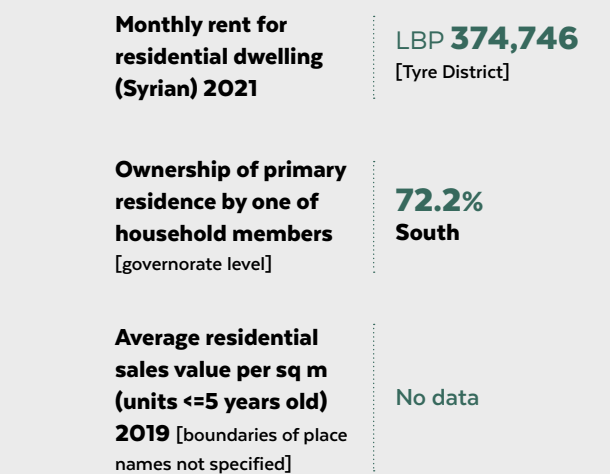 Monthly rent for
residential dwelling
(Syrian) 2021
LBP 374,746
[Tyre District]
Ownership of primary
residence by one of
household members
[governorate level]
72.2%
South
Average residential
sales value per sq m
(units <=5 years old)
2019 [boundaries of place
names not specified]
No data